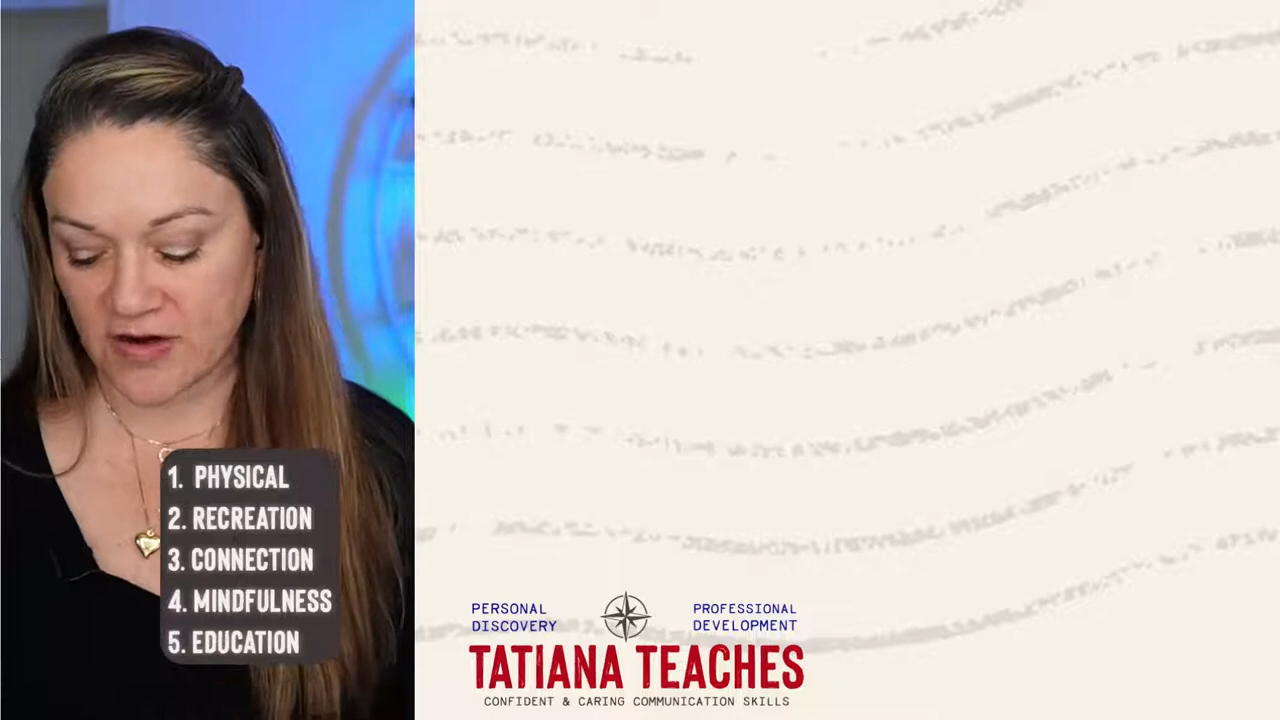 1. PHYSICAL
2. RECREATION
3. CONNECTION
4. MINDFULNESS
5. EDUCATION
PERSONAL
DISCOVERY
PROFESSIONAL
DEVELOPMENT
TATIANA TEACHES
CONFIDENT & CARING COMMUNICATION SKILLS